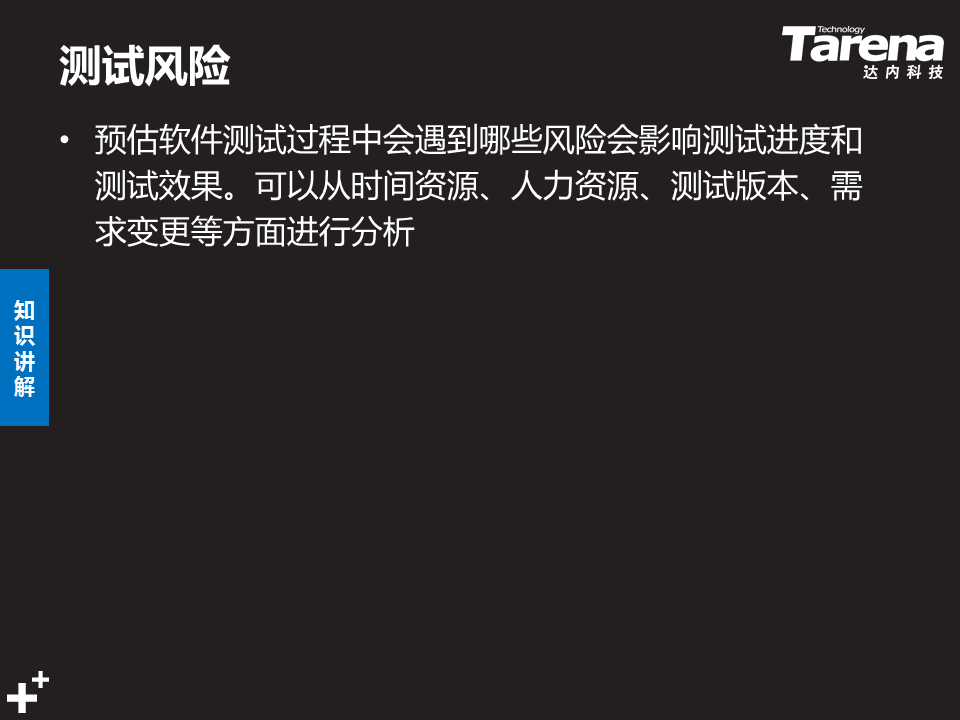 测试风险
Technology
Tarena
达内科技
• 预估软件测试过程中会遇到哪些风险会影响测试进度和
测试效果。可以从时间资源、人力资源、测试版本、需
求变更等方面进行分析
知
识
讲
解